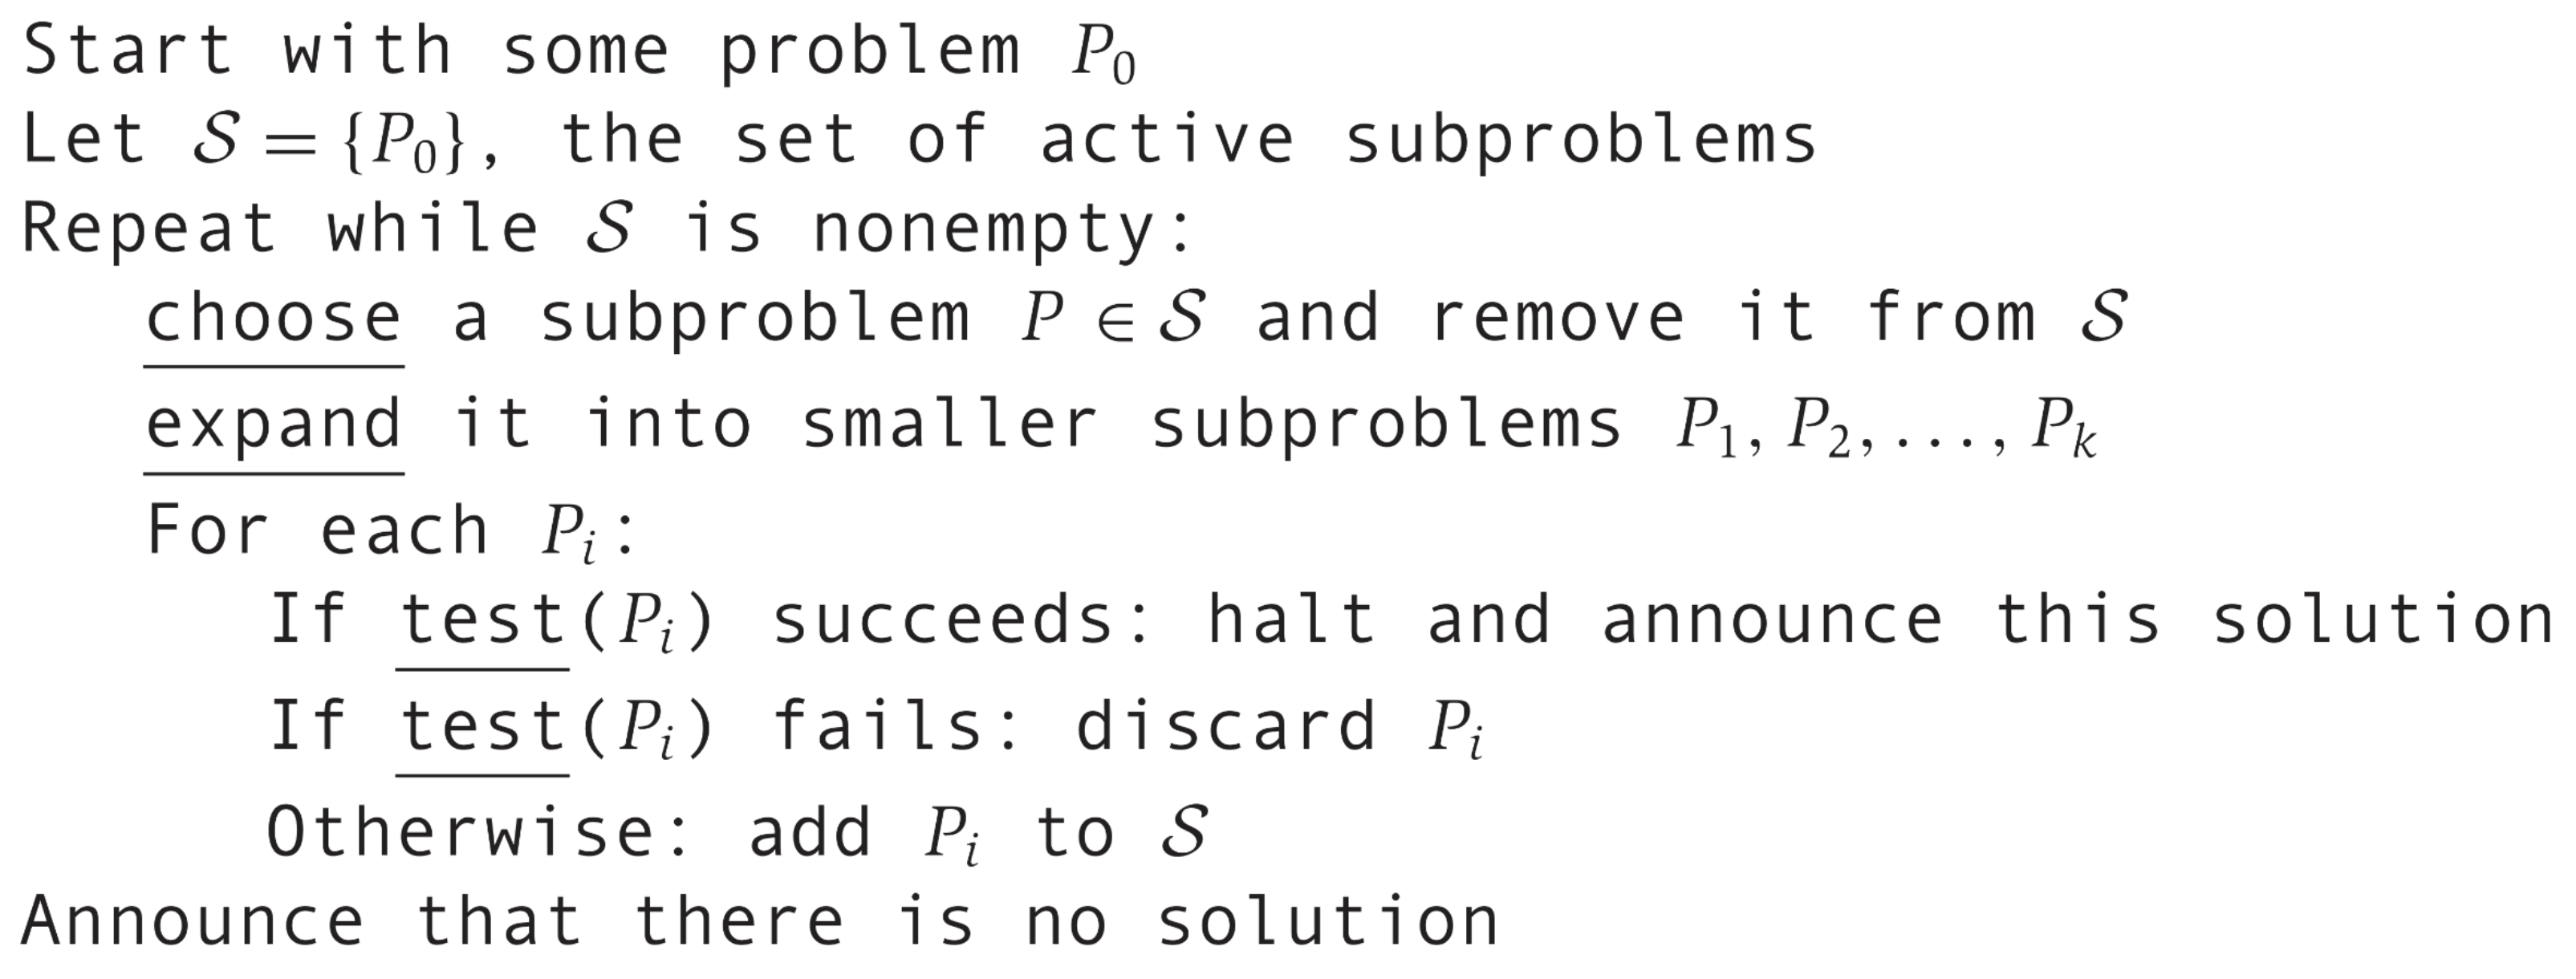 Start with some problem P₀
Let 𝒮 = {P₀}, the set of active subproblems
Repeat while 𝒮 is nonempty:
choose a subproblem P ∈ 𝒮 and remove it from 𝒮
expand it into smaller subproblems P₁, P₂, . . . , Pₖ
For each Pᵢ:
If test(Pᵢ) succeeds: halt and announce this solution
If test(Pᵢ) fails: discard Pᵢ
Otherwise: add Pᵢ to 𝒮
Announce that there is no solution